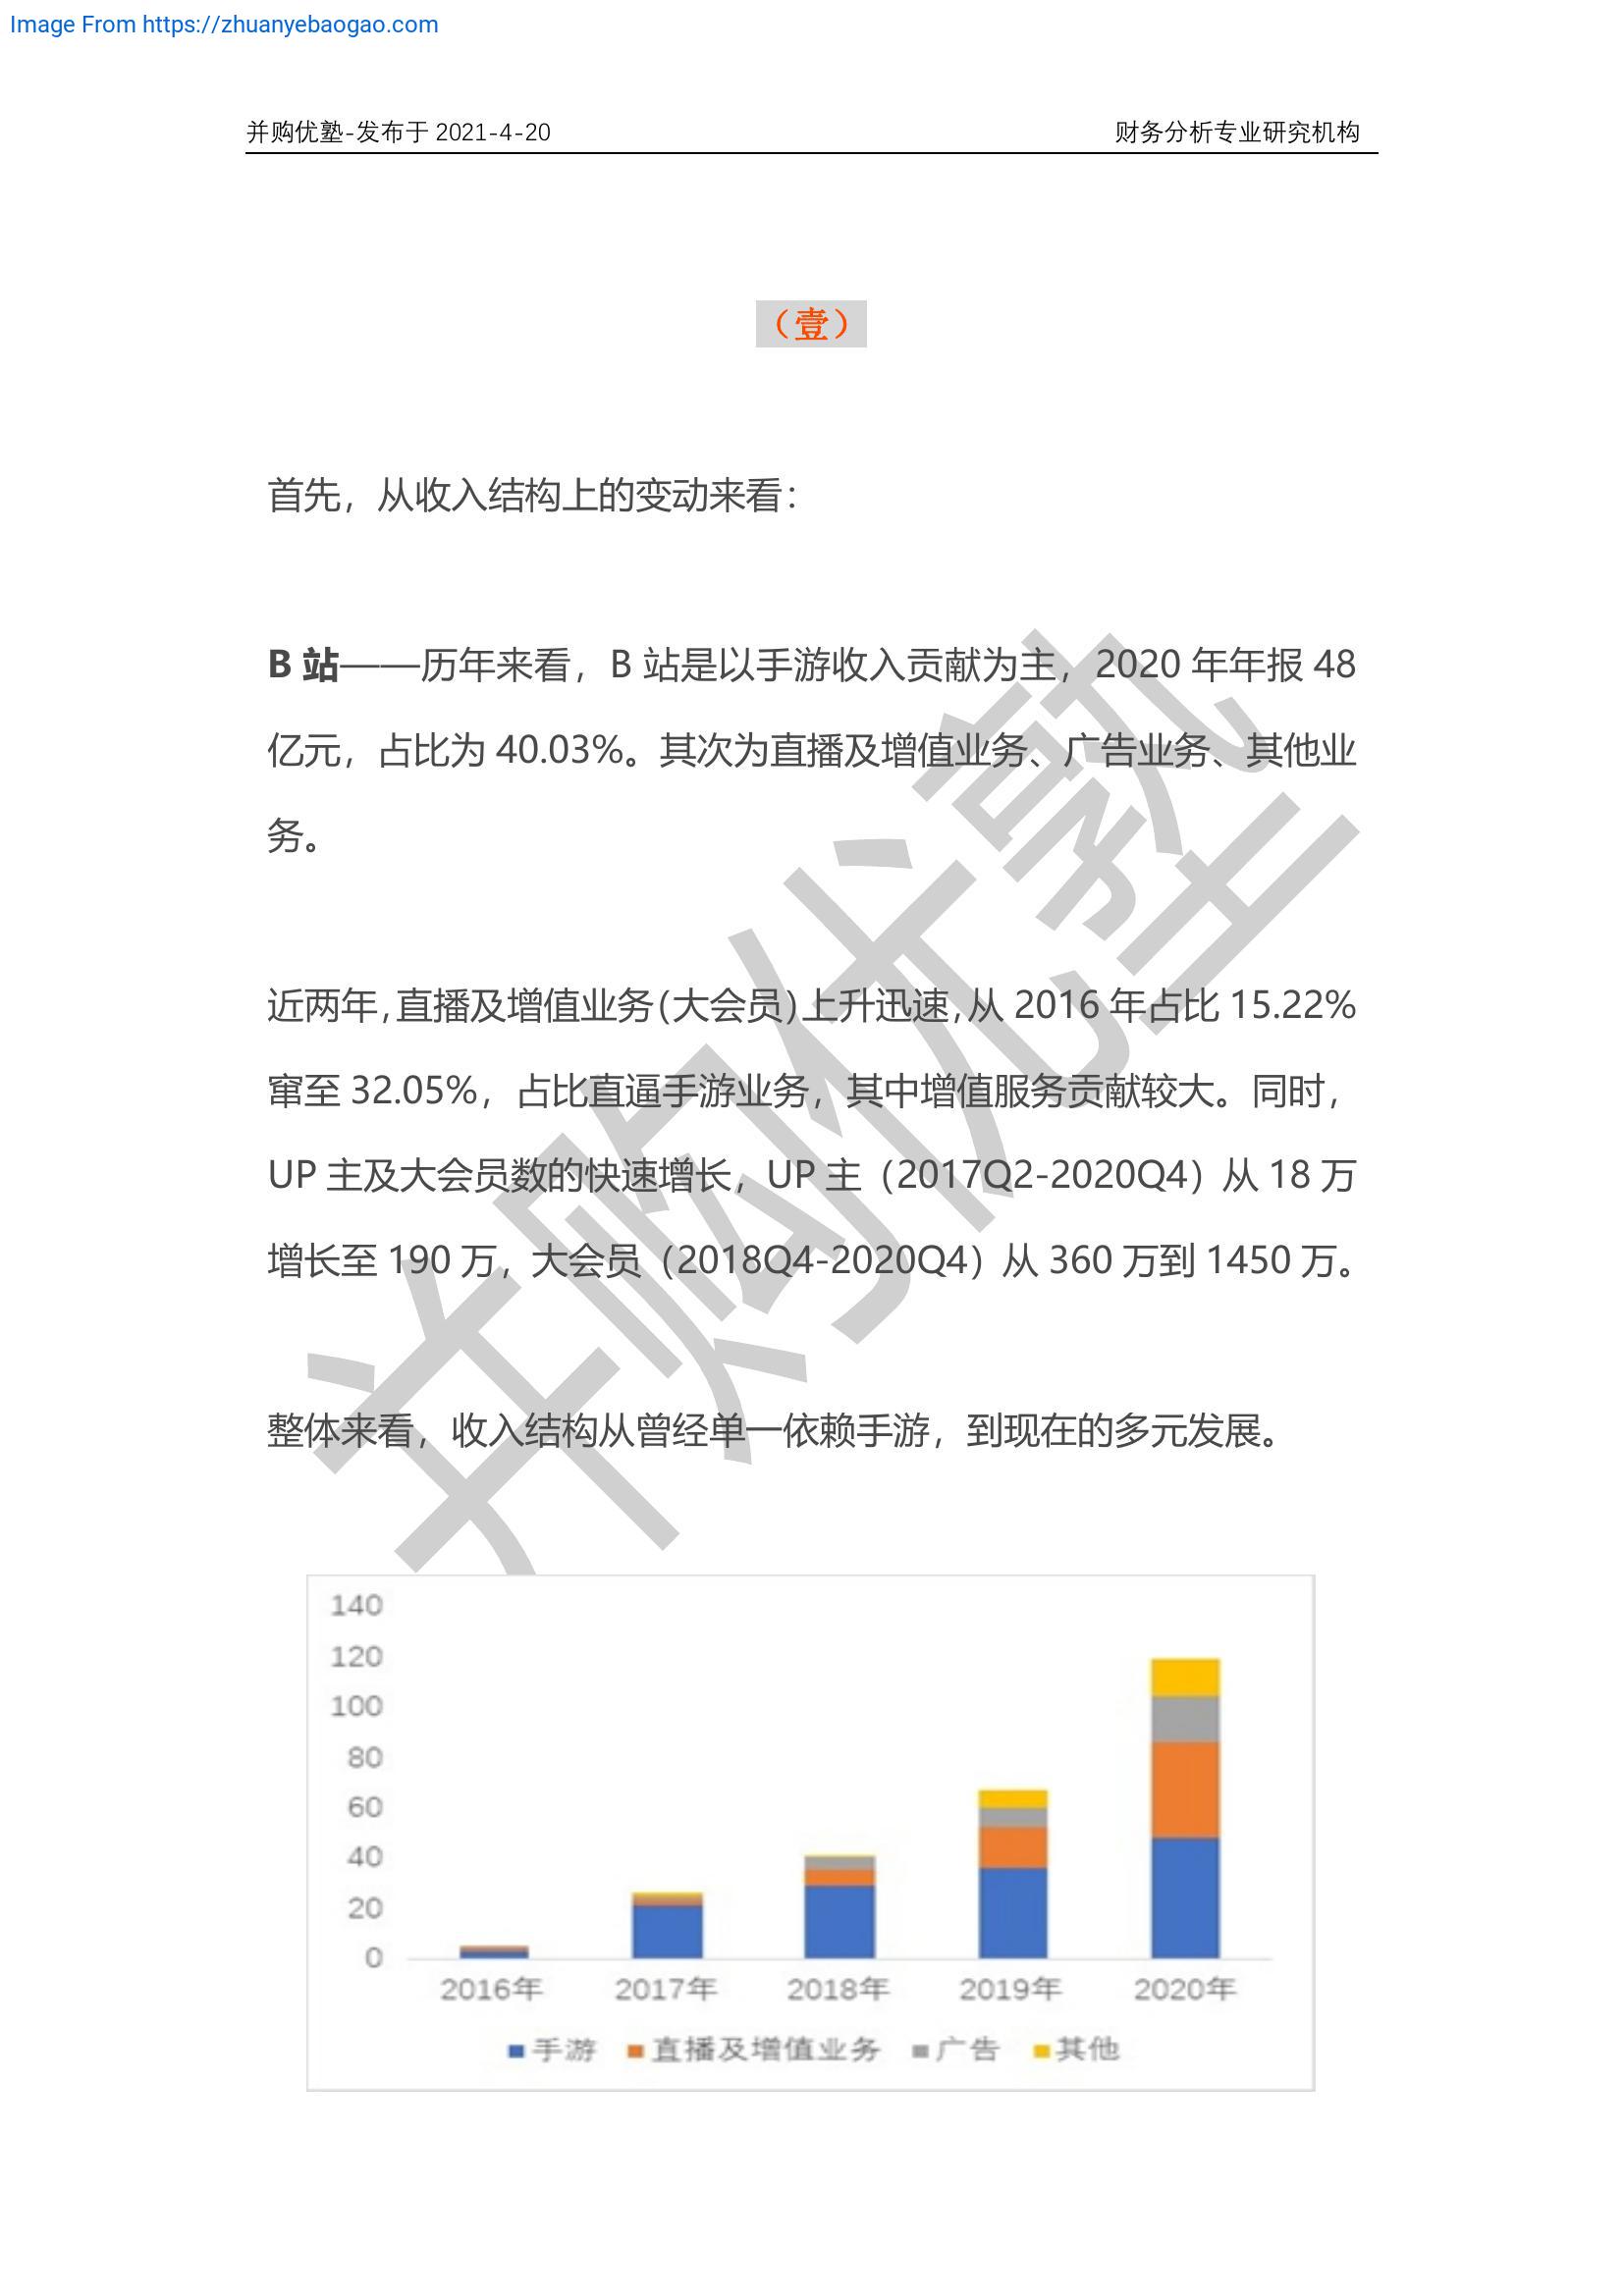 Image From https://zhuanyebaogao.com
并购优塾-发布于 2021-4-20 财务分析专业研究机构
（壹）
首先，从收入结构上的变动来看：
B 站——历年来看，B 站是以手游收入贡献为主，2020 年年报 48
亿元，占比为 40.03%。其次为直播及增值业务、广告业务、其他业
务。
近两年，直播及增值业务（大会员）上升迅速，从 2016 年占比 15.22%
窜至 32.05%，占比直逼手游业务，其中增值服务贡献较大。同时，
UP 主及大会员数的快速增长，UP 主（2017Q2-2020Q4）从 18 万
增长至 190 万，大会员（2018Q4-2020Q4）从 360 万到 1450 万。
整体来看，收入结构从曾经单一依赖手游，到现在的多元发展。
并购优塾
140
120
100
80
60
40
20
0
2016年 2017年 2018年 2019年 2020年
手游 直播及增值业务 广告 其他